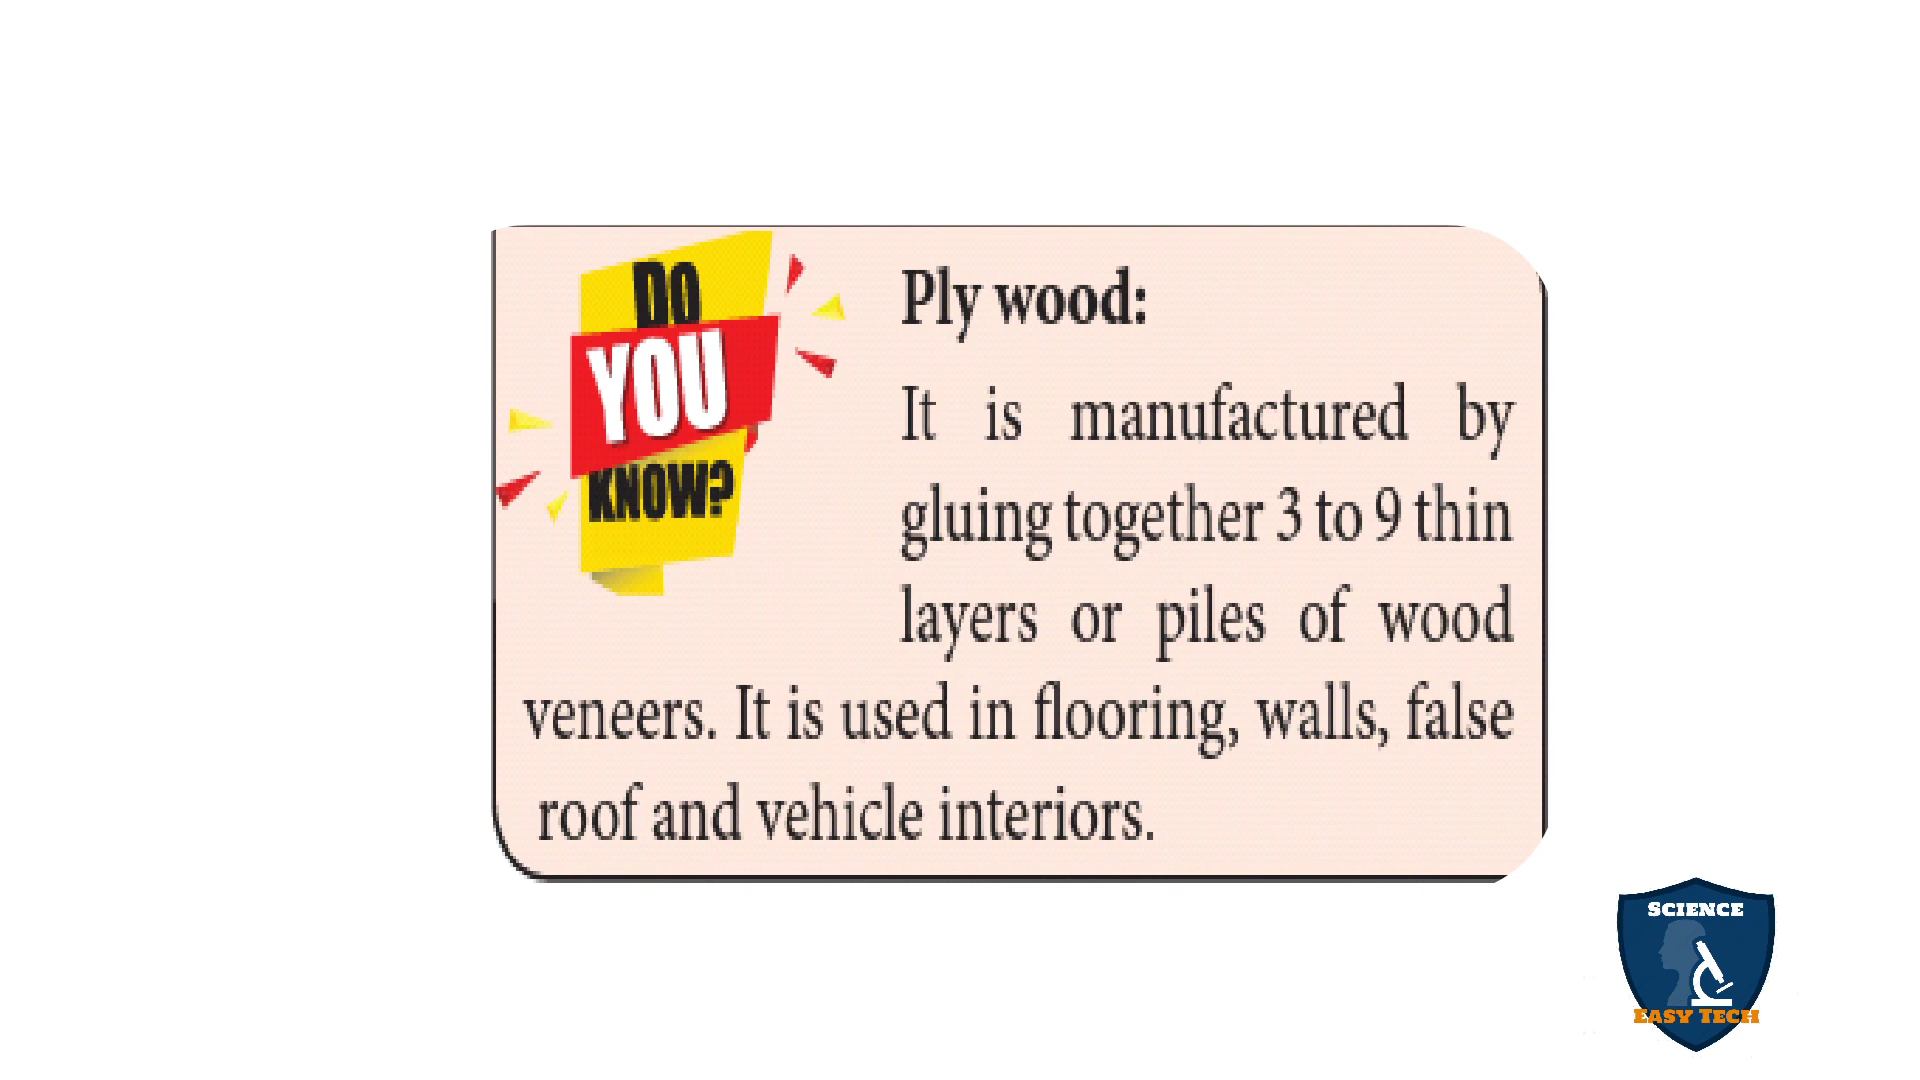 DO
YOU
KNOW?
Ply wood:
It is manufactured by
gluing together 3 to 9 thin
layers or piles of wood
veneers. It is used in flooring, walls, false
roof and vehicle interiors.
SCIENCE
EASY TECH